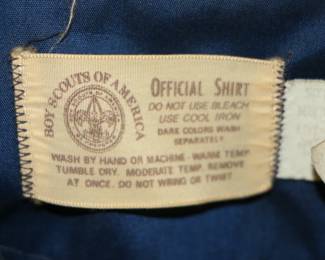 BOY SCOUTS OF AMERICA
OFFICIAL SHIRT
DO NOT USE BLEACH
USE COOL IRON
DARK COLORS WASH
SEPARATELY
WASH BY HAND OR MACHINE-WARM TEMP.
TUMBLE DRY. MODERATE TEMP. REMOVE
AT ONCE. DO NOT WRING OR TWIST